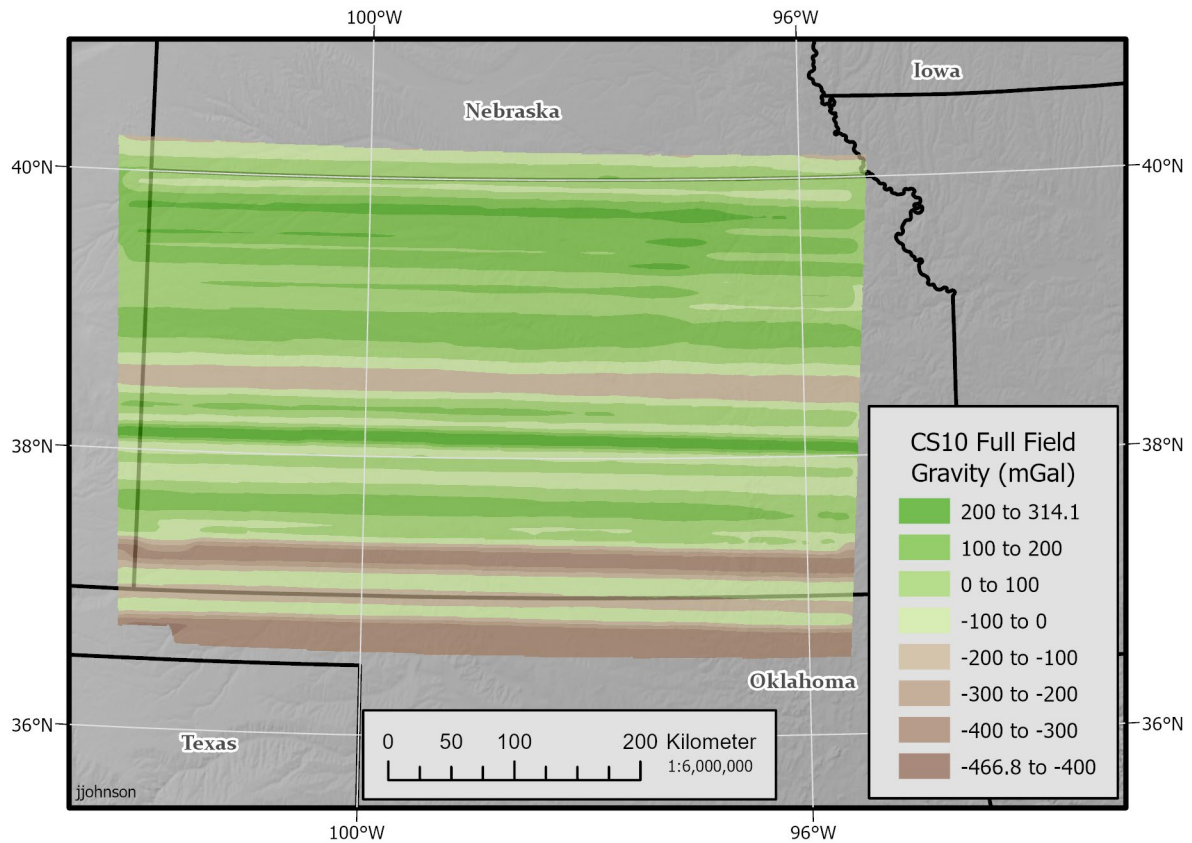 100°W 96°W
Iowa
Nebraska
40°N 40°N
38°N 38°N
CS10 Full Field
Gravity (mGal)
200 to 314.1
100 to 200
0 to 100
-100 to 0
-200 to -100
-300 to -200
-400 to -300
-466.8 to -400
Oklahoma
36°N 36°N
Texas
0 50 100 200 Kilometer
1:6,000,000
jjohnson
100°W 96°W